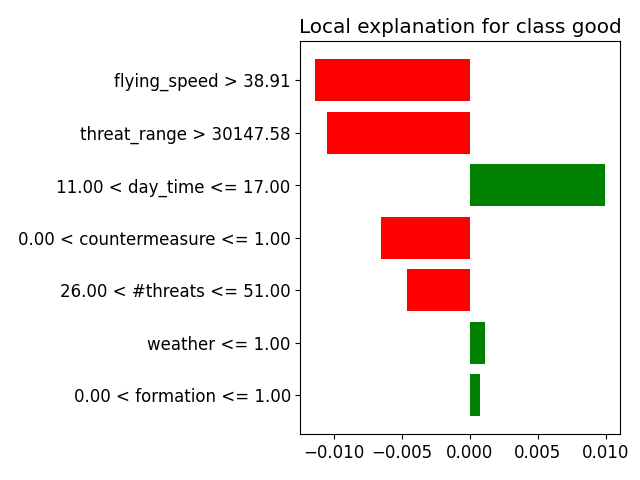 Local explanation for class good
flying_speed > 38.91
threat_range > 30147.58
11.00 < day_time <= 17.00
0.00 < countermeasure <= 1.00
26.00 < #threats <= 51.00
weather <= 1.00
0.00 < formation <= 1.00
−0.010 −0.005 0.000 0.005 0.010